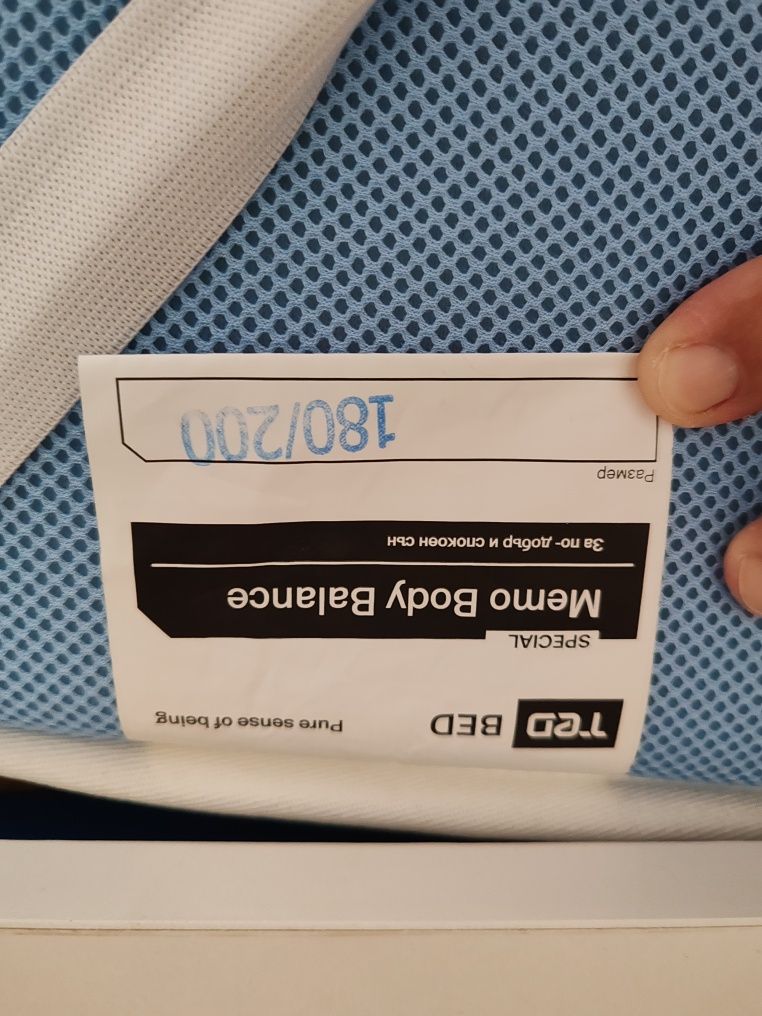 TED BED Pure sense of being
SPECIAL
Memo Body Balance
За по- добър и спокоен сън
Размер
180/200